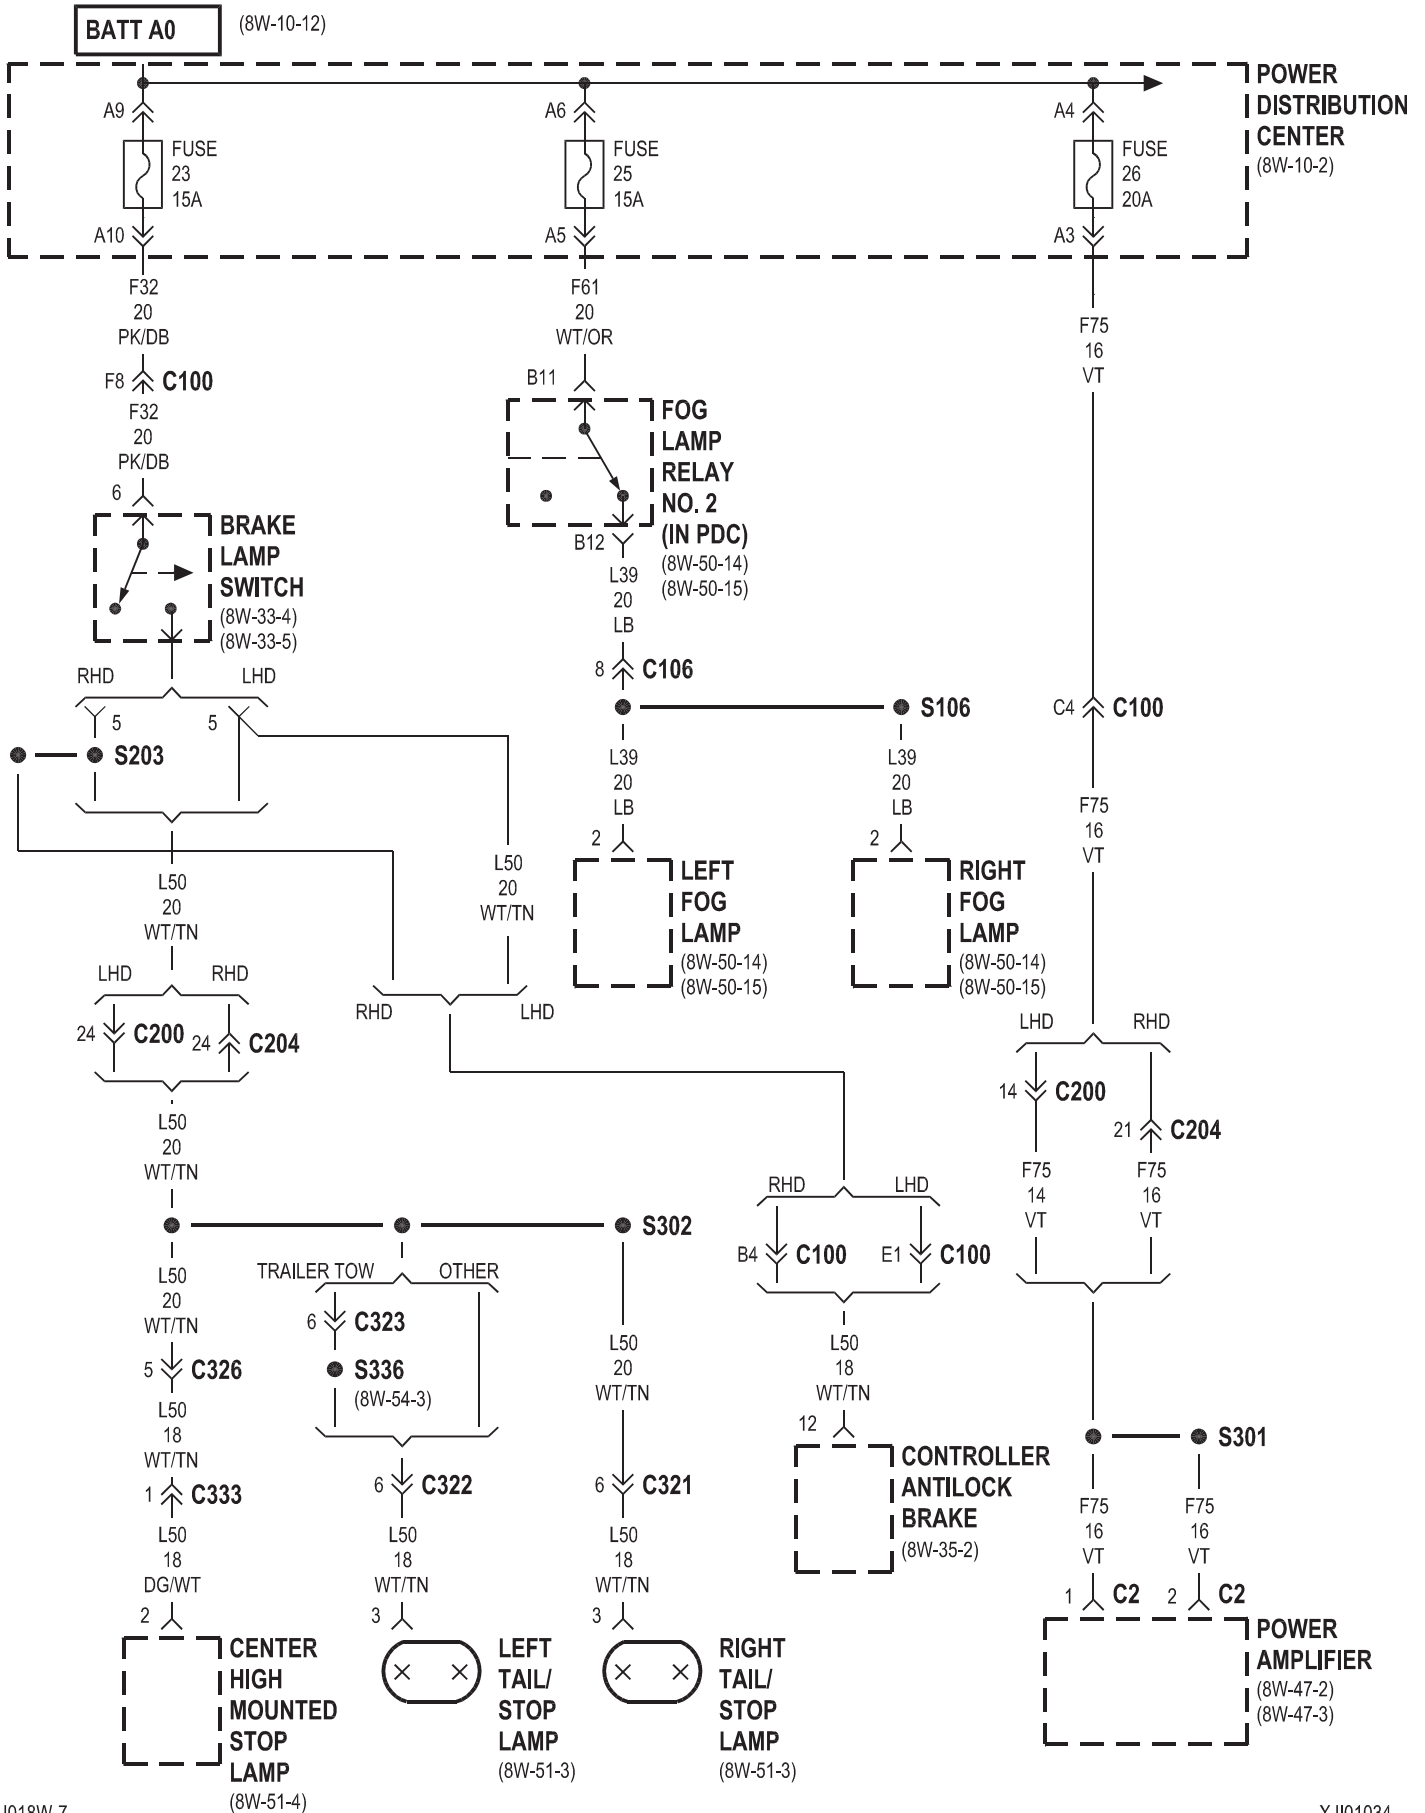 BATT A0
(8W-10-12)
POWER
DISTRIBUTION
CENTER
(8W-10-2)
A9
FUSE
23
15A
A10
A6
FUSE
25
15A
A5
A4
FUSE
26
20A
A3
F32
20
PK/DB
F8
C100
F32
20
PK/DB
6
BRAKE
LAMP
SWITCH
(8W-33-4)
(8W-33-5)
F61
20
WT/OR
B11
FOG
LAMP
RELAY
NO. 2
(IN PDC)
(8W-50-14)
(8W-50-15)
B12
L39
20
LB
8
C106
S106
F75
16
VT
C4
C100
F75
16
VT
RHD
LHD
5
5
S203
L39
20
LB
2
LEFT
FOG
LAMP
(8W-50-14)
(8W-50-15)
L39
20
LB
2
RIGHT
FOG
LAMP
(8W-50-14)
(8W-50-15)
L50
20
WT/TN
L50
20
WT/TN
LHD
RHD
24
C200
24
C204
RHD
LHD
L50
20
WT/TN
LHD
RHD
14
C200
21
C204
F75
14
VT
F75
16
VT
S302
RHD
LHD
B4
C100
E1
C100
L50
20
WT/TN
5
C326
L50
18
WT/TN
1
C333
L50
18
DG/WT
2
CENTER
HIGH
MOUNTED
STOP
LAMP
(8W-51-4)
TRAILER TOW
OTHER
6
C323
S336
(8W-54-3)
6
C322
L50
18
WT/TN
3
LEFT
TAIL/
STOP
LAMP
(8W-51-3)
L50
20
WT/TN
6
C321
L50
18
WT/TN
3
RIGHT
TAIL/
STOP
LAMP
(8W-51-3)
L50
18
WT/TN
12
CONTROLLER
ANTILOCK
BRAKE
(8W-35-2)
S301
F75
16
VT
F75
16
VT
1
C2
2
C2
POWER
AMPLIFIER
(8W-47-2)
(8W-47-3)